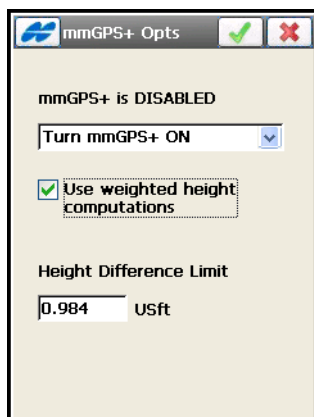 mmGPS+ Opts
mmGPS+ is DISABLED
Turn mmGPS+ ON
Use weighted height
computations
Height Difference Limit
0.984 USft